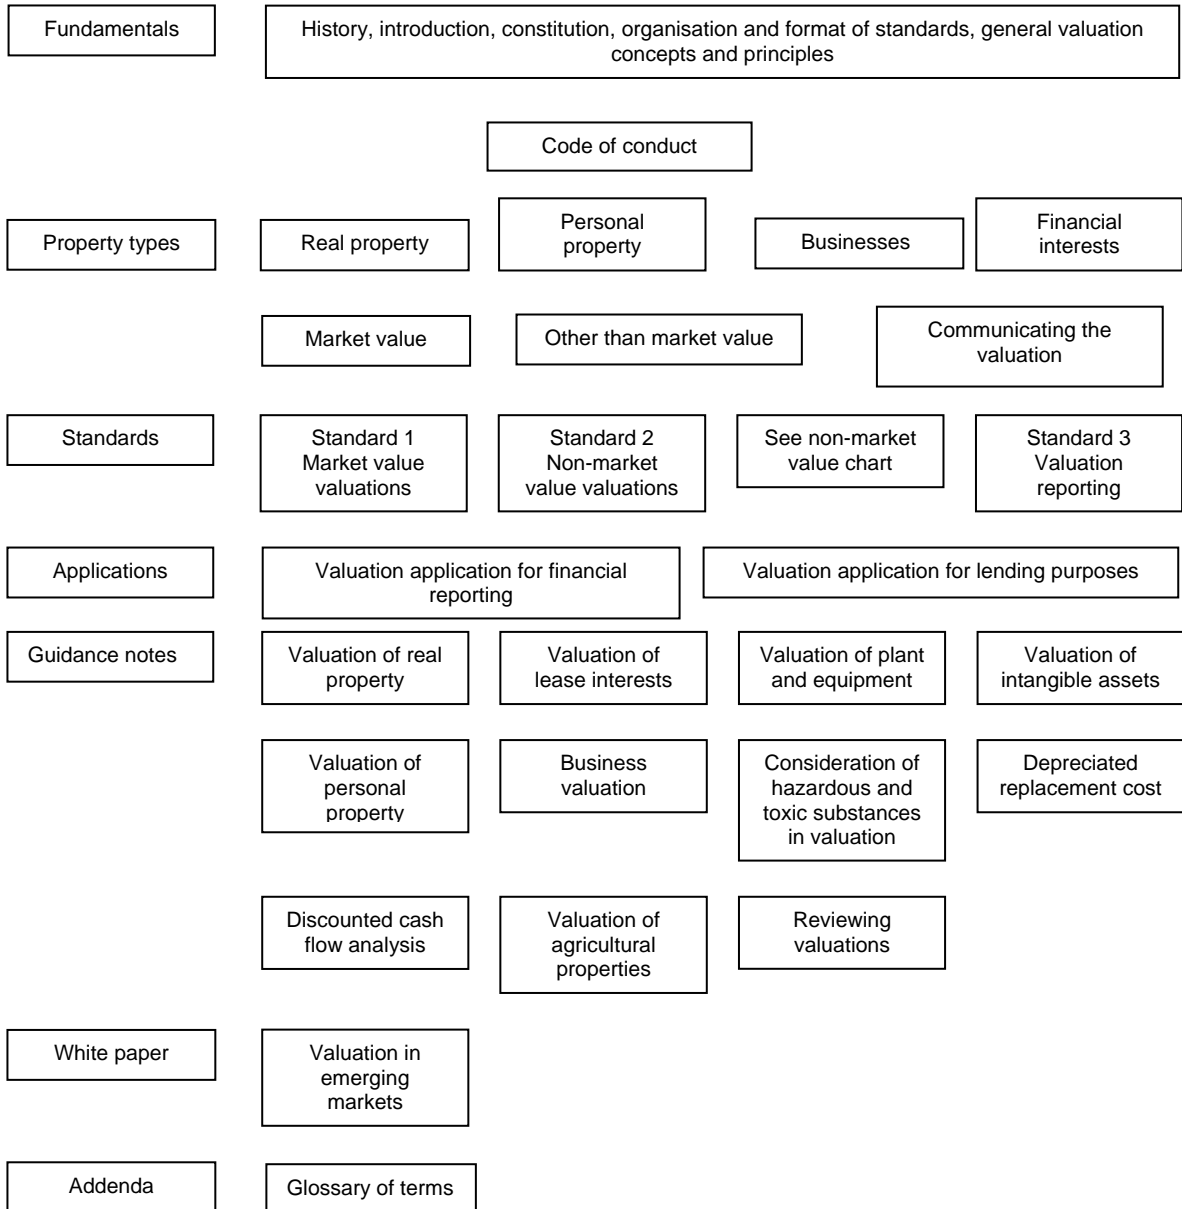 Fundamentals
History, introduction, constitution, organisation and format of standards, general valuation
concepts and principles
Code of conduct
Property types
Real property
Personal
property
Businesses
Financial
interests
Market value
Other than market value
Communicating the
valuation
Standards
Standard 1
Market value
valuations
Standard 2
Non-market
value valuations
See non-market
value chart
Standard 3
Valuation
reporting
Applications
Valuation application for financial
reporting
Valuation application for lending purposes
Guidance notes
Valuation of real
property
Valuation of
lease interests
Valuation of plant
and equipment
Valuation of
intangible assets
Valuation of
personal
property
Business
valuation
Consideration of
hazardous and
toxic substances
in valuation
Depreciated
replacement cost
Discounted cash
flow analysis
Valuation of
agricultural
properties
Reviewing
valuations
White paper
Valuation in
emerging
markets
Addenda
Glossary of terms